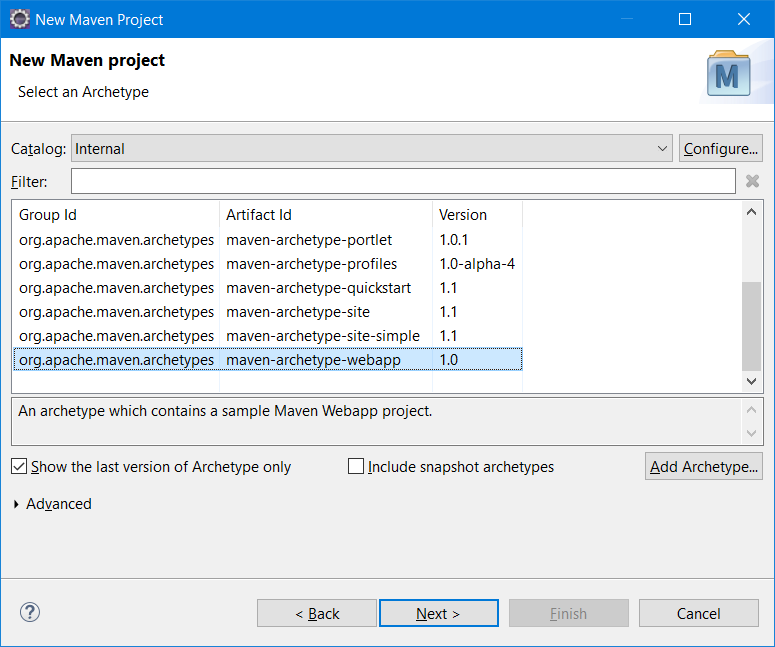 New Maven Project
New Maven project
Select an Archetype
M
Catalog: Internal Configure...
Filter:
Group Id Artifact Id Version
org.apache.maven.archetypes maven-archetype-portlet 1.0.1
org.apache.maven.archetypes maven-archetype-profiles 1.0-alpha-4
org.apache.maven.archetypes maven-archetype-quickstart 1.1
org.apache.maven.archetypes maven-archetype-site 1.1
org.apache.maven.archetypes maven-archetype-site-simple 1.1
org.apache.maven.archetypes maven-archetype-webapp 1.0
An archetype which contains a sample Maven Webapp project.
Show the last version of Archetype only Include snapshot archetypes Add Archetype...
Advanced
? < Back Next > Finish Cancel